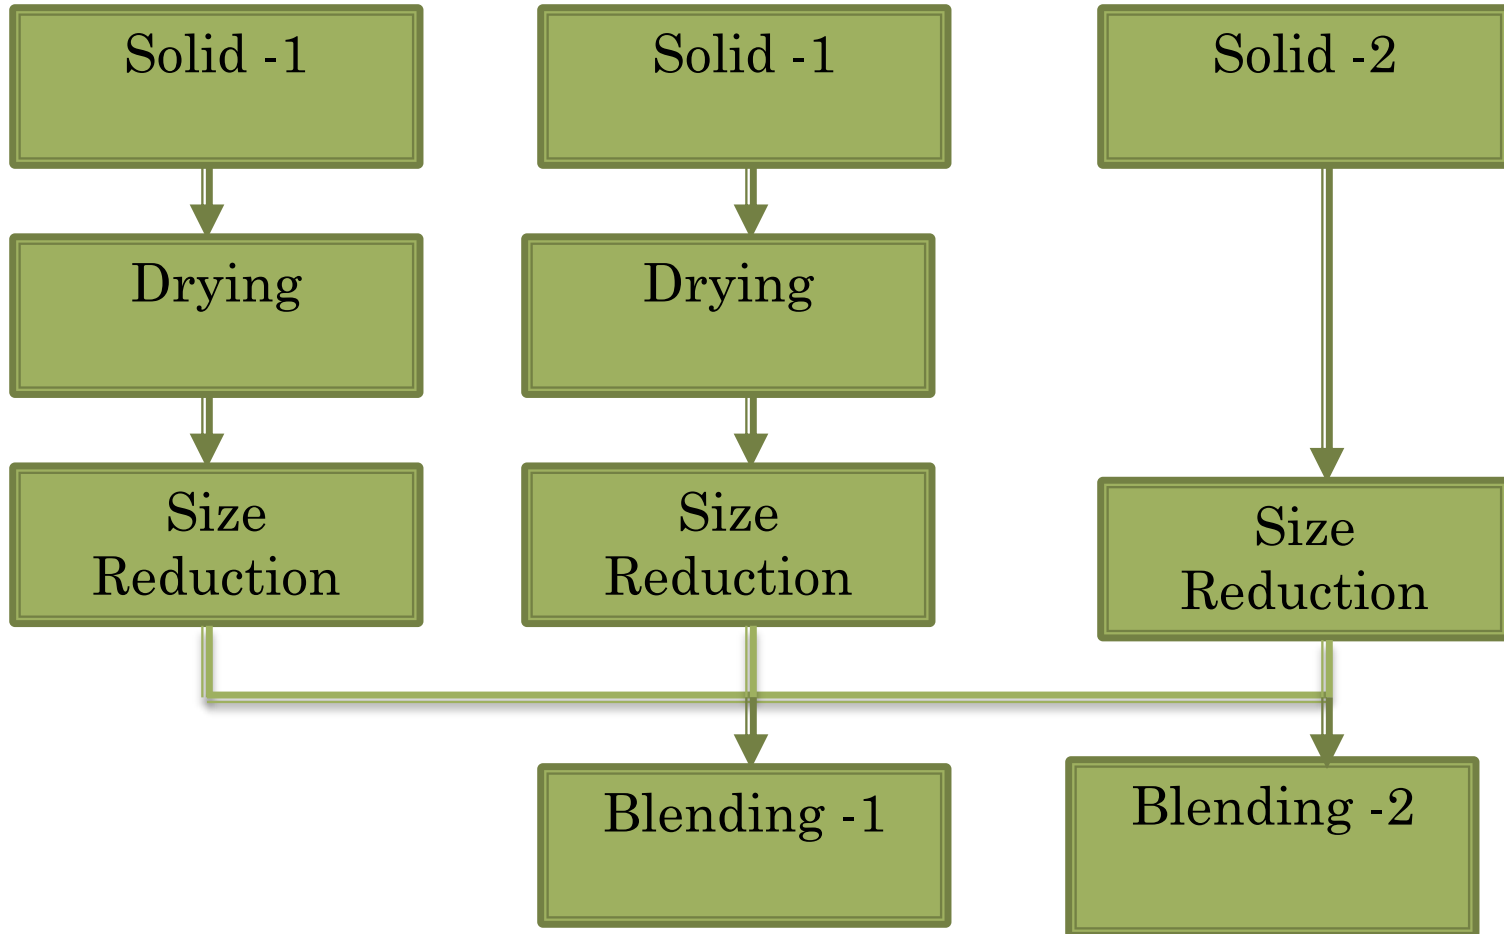 Solid -1
Solid -1
Solid -2
Drying
Drying
Size
Reduction
Size
Reduction
Size
Reduction
Blending -1
Blending -2